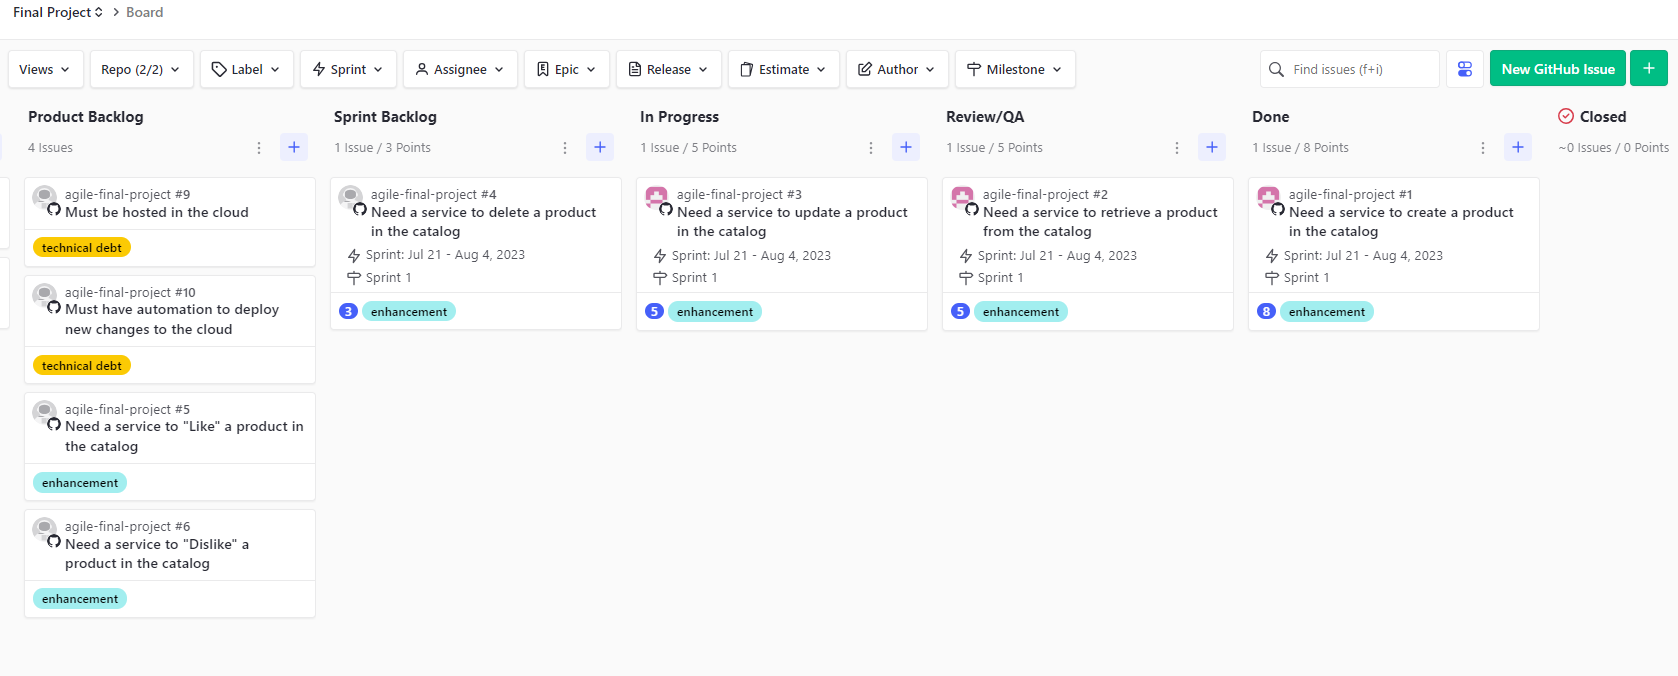 Final Project > Board
Views Repo (2/2) Label Sprint Assignee Epic Release Estimate Author Milestone Find issues (f+i) New GitHub Issue +
Product Backlog
4 Issues +
agile-final-project #9
Must be hosted in the cloud
technical debt
agile-final-project #10
Must have automation to deploy
new changes to the cloud
technical debt
agile-final-project #5
Need a service to "Like" a product in
the catalog
enhancement
agile-final-project #6
Need a service to "Dislike" a
product in the catalog
enhancement
Sprint Backlog
1 Issue / 3 Points +
agile-final-project #4
Need a service to delete a product
in the catalog
Sprint: Jul 21 - Aug 4, 2023
Sprint 1
3 enhancement
In Progress
1 Issue / 5 Points +
agile-final-project #3
Need a service to update a product
in the catalog
Sprint: Jul 21 - Aug 4, 2023
Sprint 1
5 enhancement
Review/QA
1 Issue / 5 Points +
agile-final-project #2
Need a service to retrieve a product
from the catalog
Sprint: Jul 21 - Aug 4, 2023
Sprint 1
5 enhancement
Done
1 Issue / 8 Points +
agile-final-project #1
Need a service to create a product
in the catalog
Sprint: Jul 21 - Aug 4, 2023
Sprint 1
8 enhancement
Closed
~0 Issues / 0 Points